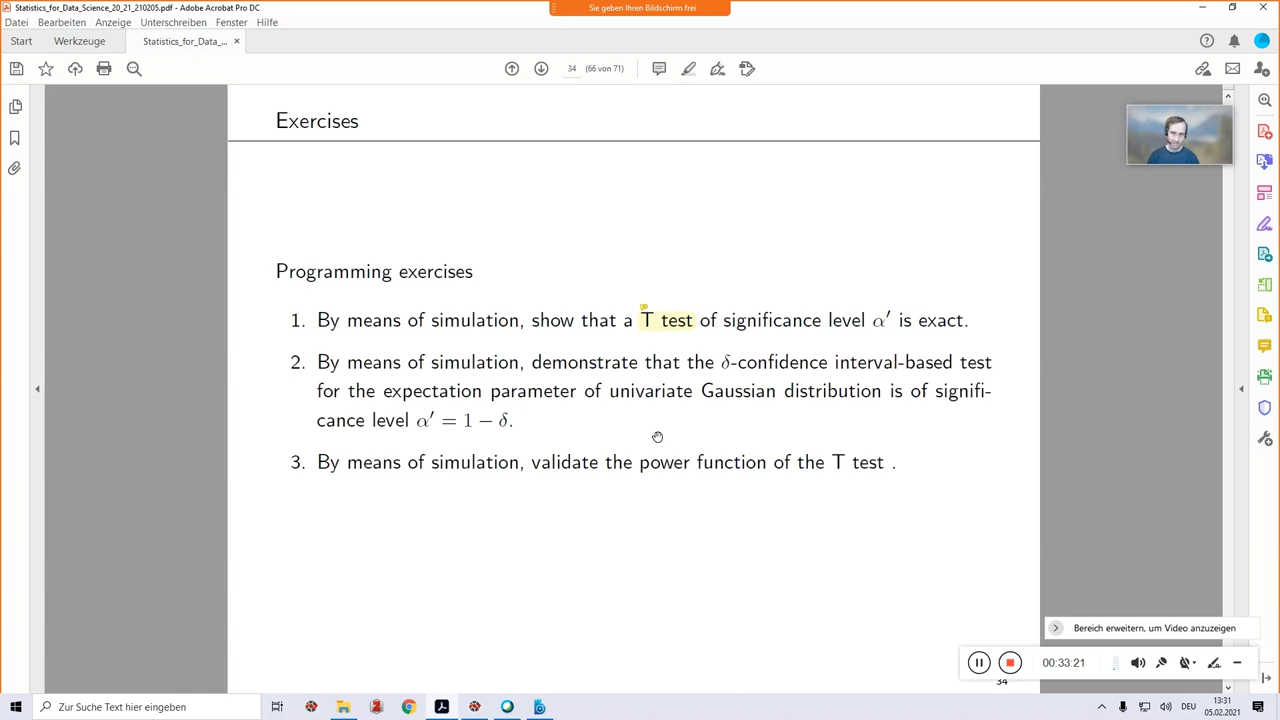 Statistics_for_Data_Science_20_21_210205.pdf - Adobe Acrobat Pro DC
Sie geben Ihren Bildschirm frei
Datei Bearbeiten Anzeige Unterschreiben Fenster Hilfe
Start Werkzeuge Statistics_for_Data_... ×
34 (66 von 71)
Exercises
Programming exercises
1. By means of simulation, show that a T test of significance level α′ is exact.
2. By means of simulation, demonstrate that the δ-confidence interval-based test
for the expectation parameter of univariate Gaussian distribution is of signifi-
cance level α′ = 1 − δ.
3. By means of simulation, validate the power function of the T test .
Bereich erweitern, um Video anzuzeigen
00:33:21
34
Zur Suche Text hier eingeben
DEU
13:31
05.02.2021